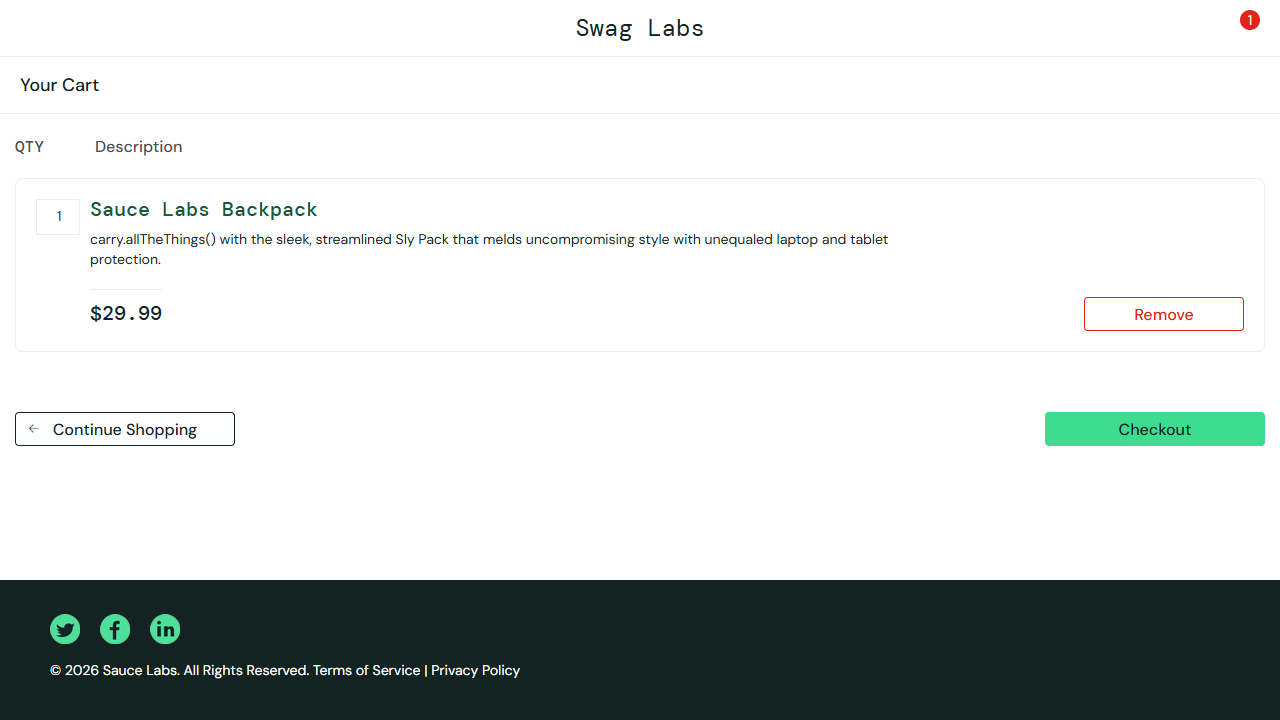 Swag Labs
1
Your Cart
QTY Description
1
Sauce Labs Backpack
carry.allTheThings() with the sleek, streamlined Sly Pack that melds uncompromising style with unequaled laptop and tablet
protection.
$29.99
Remove
Continue Shopping
Checkout
© 2026 Sauce Labs. All Rights Reserved. Terms of Service | Privacy Policy